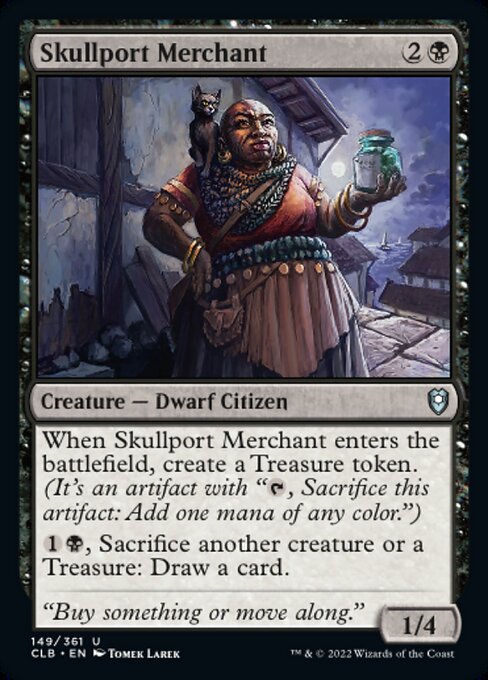 Skullport Merchant 2
Creature — Dwarf Citizen
When Skullport Merchant enters the
battlefield, create a Treasure token.
(It's an artifact with “, Sacrifice this
artifact: Add one mana of any color.”)
1, Sacrifice another creature or a
Treasure: Draw a card.
“Buy something or move along.”
1/4
149/361 U
CLB • EN Tomek Larek
™ & © 2022 Wizards of the Coast